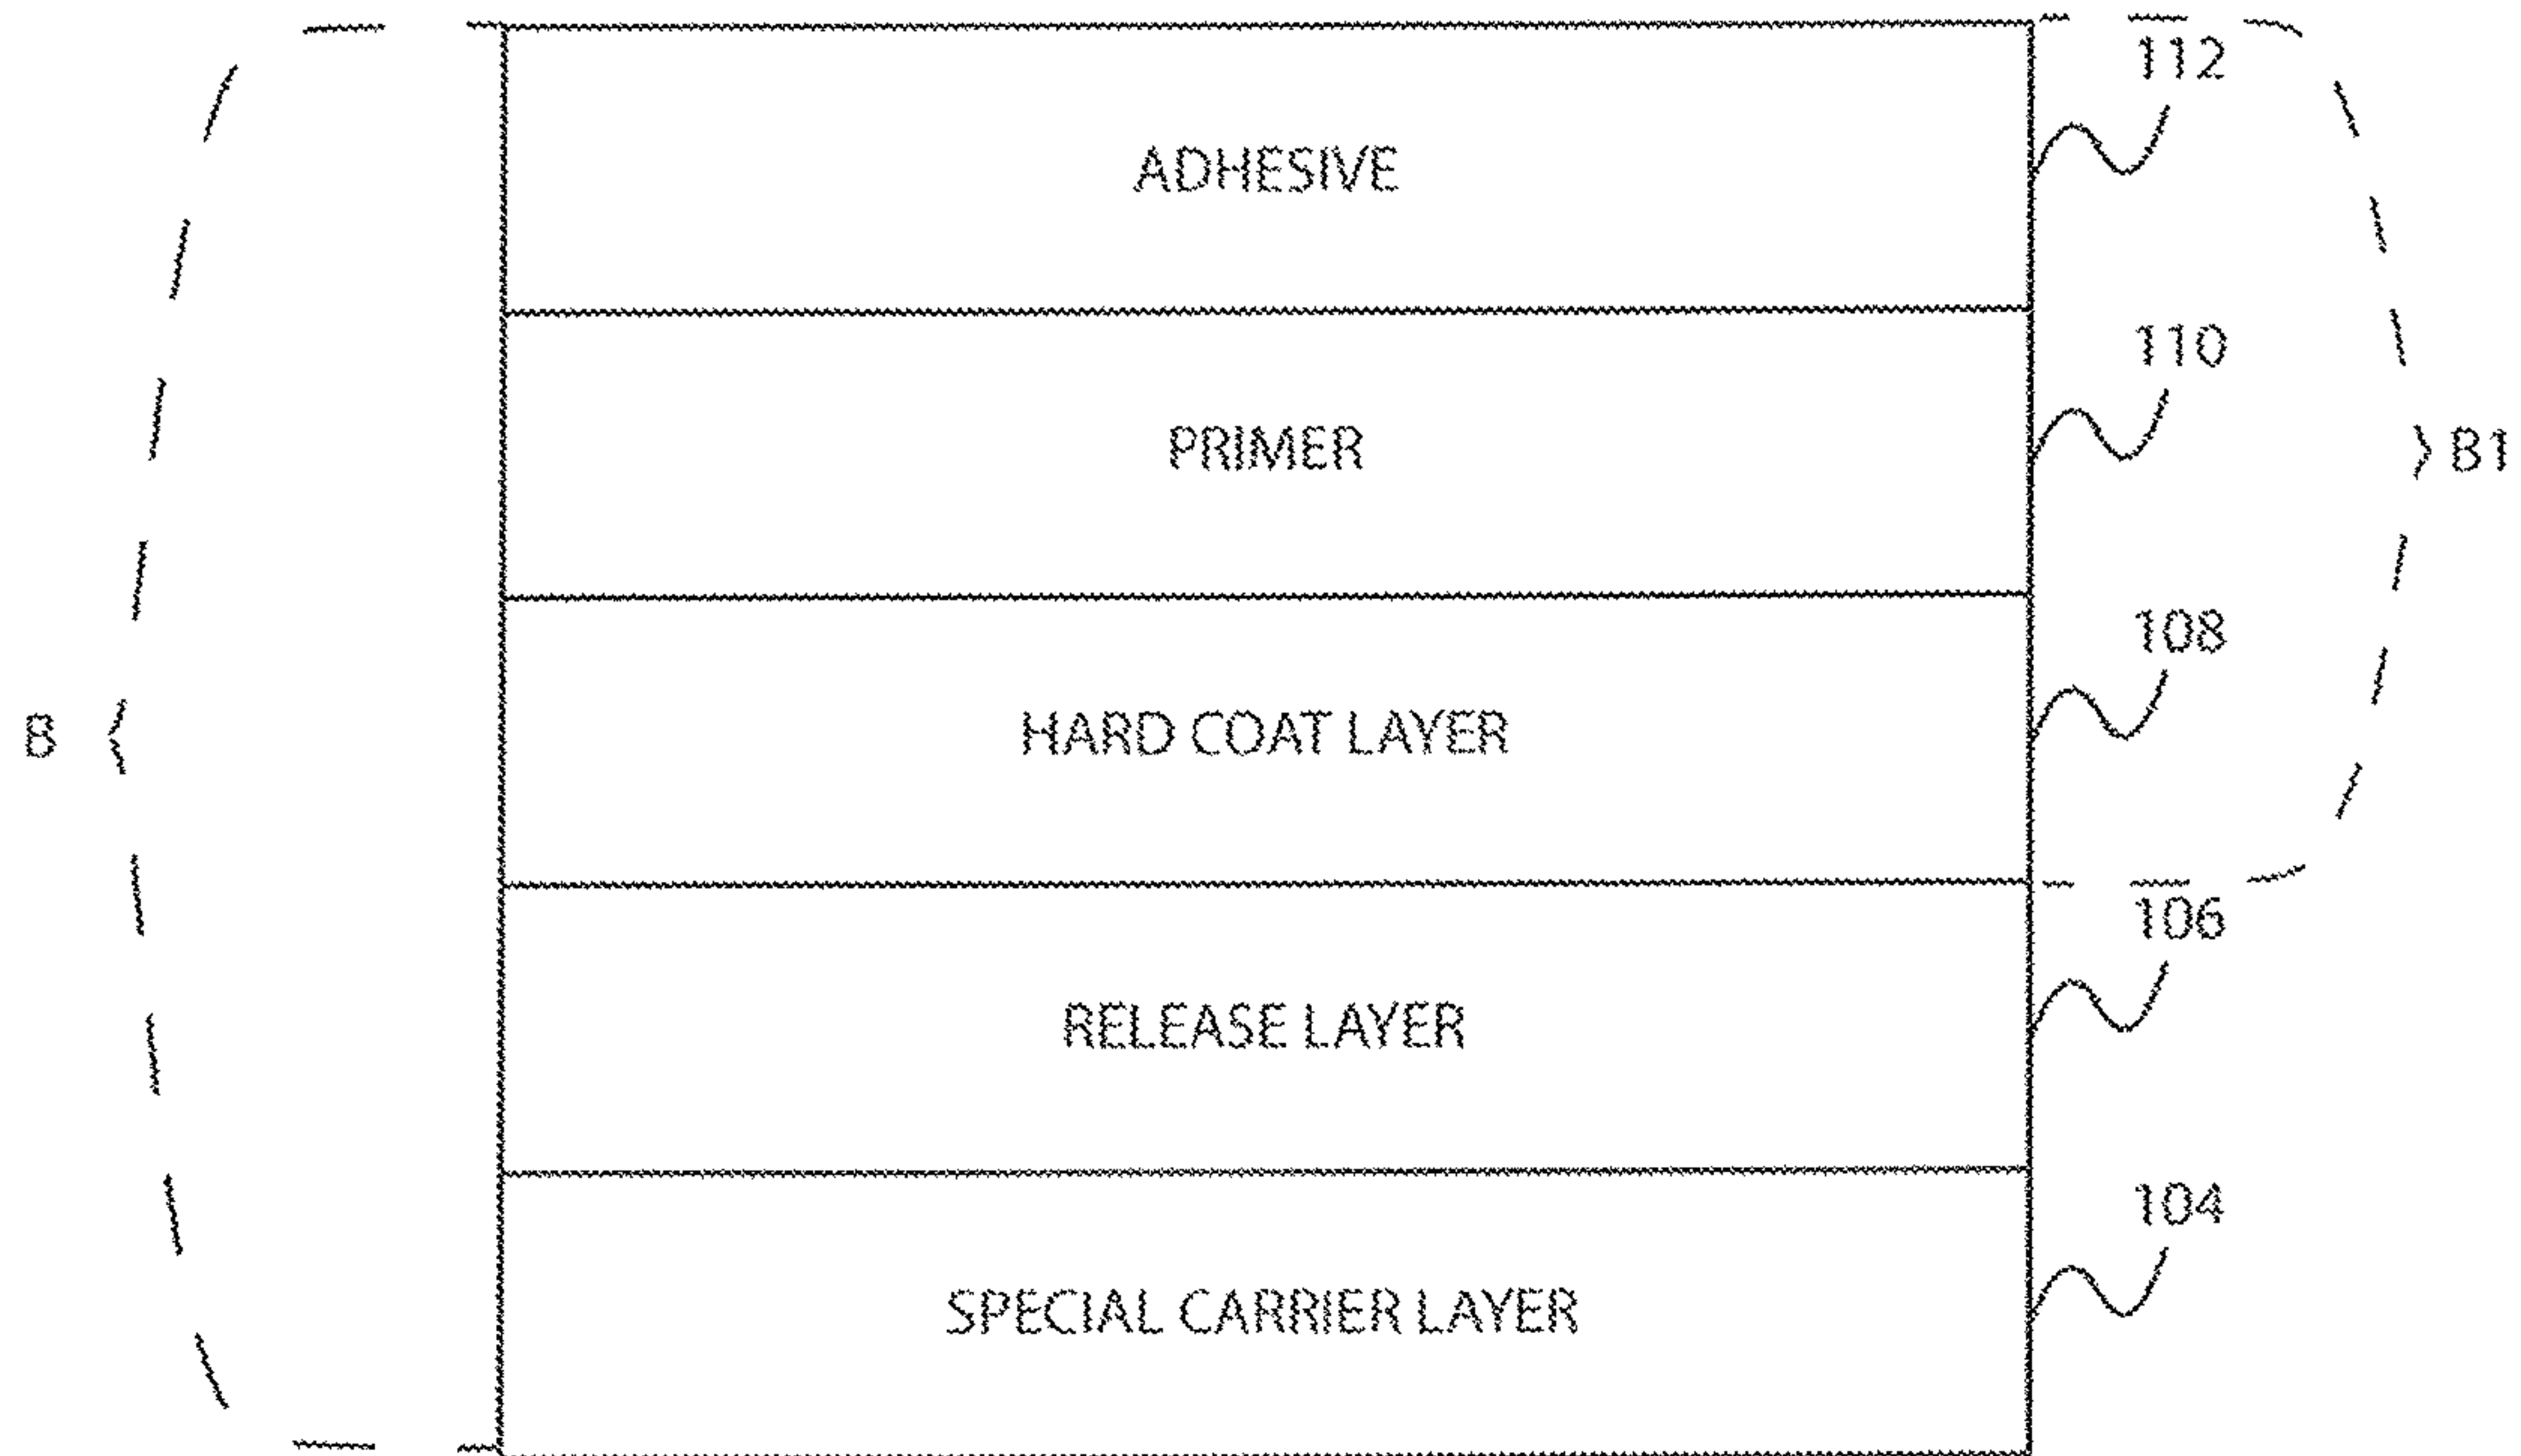 112
ADHESIVE
110
PRIMER
B1
108
HARD COAT LAYER
B
106
RELEASE LAYER
104
SPECIAL CARRIER LAYER